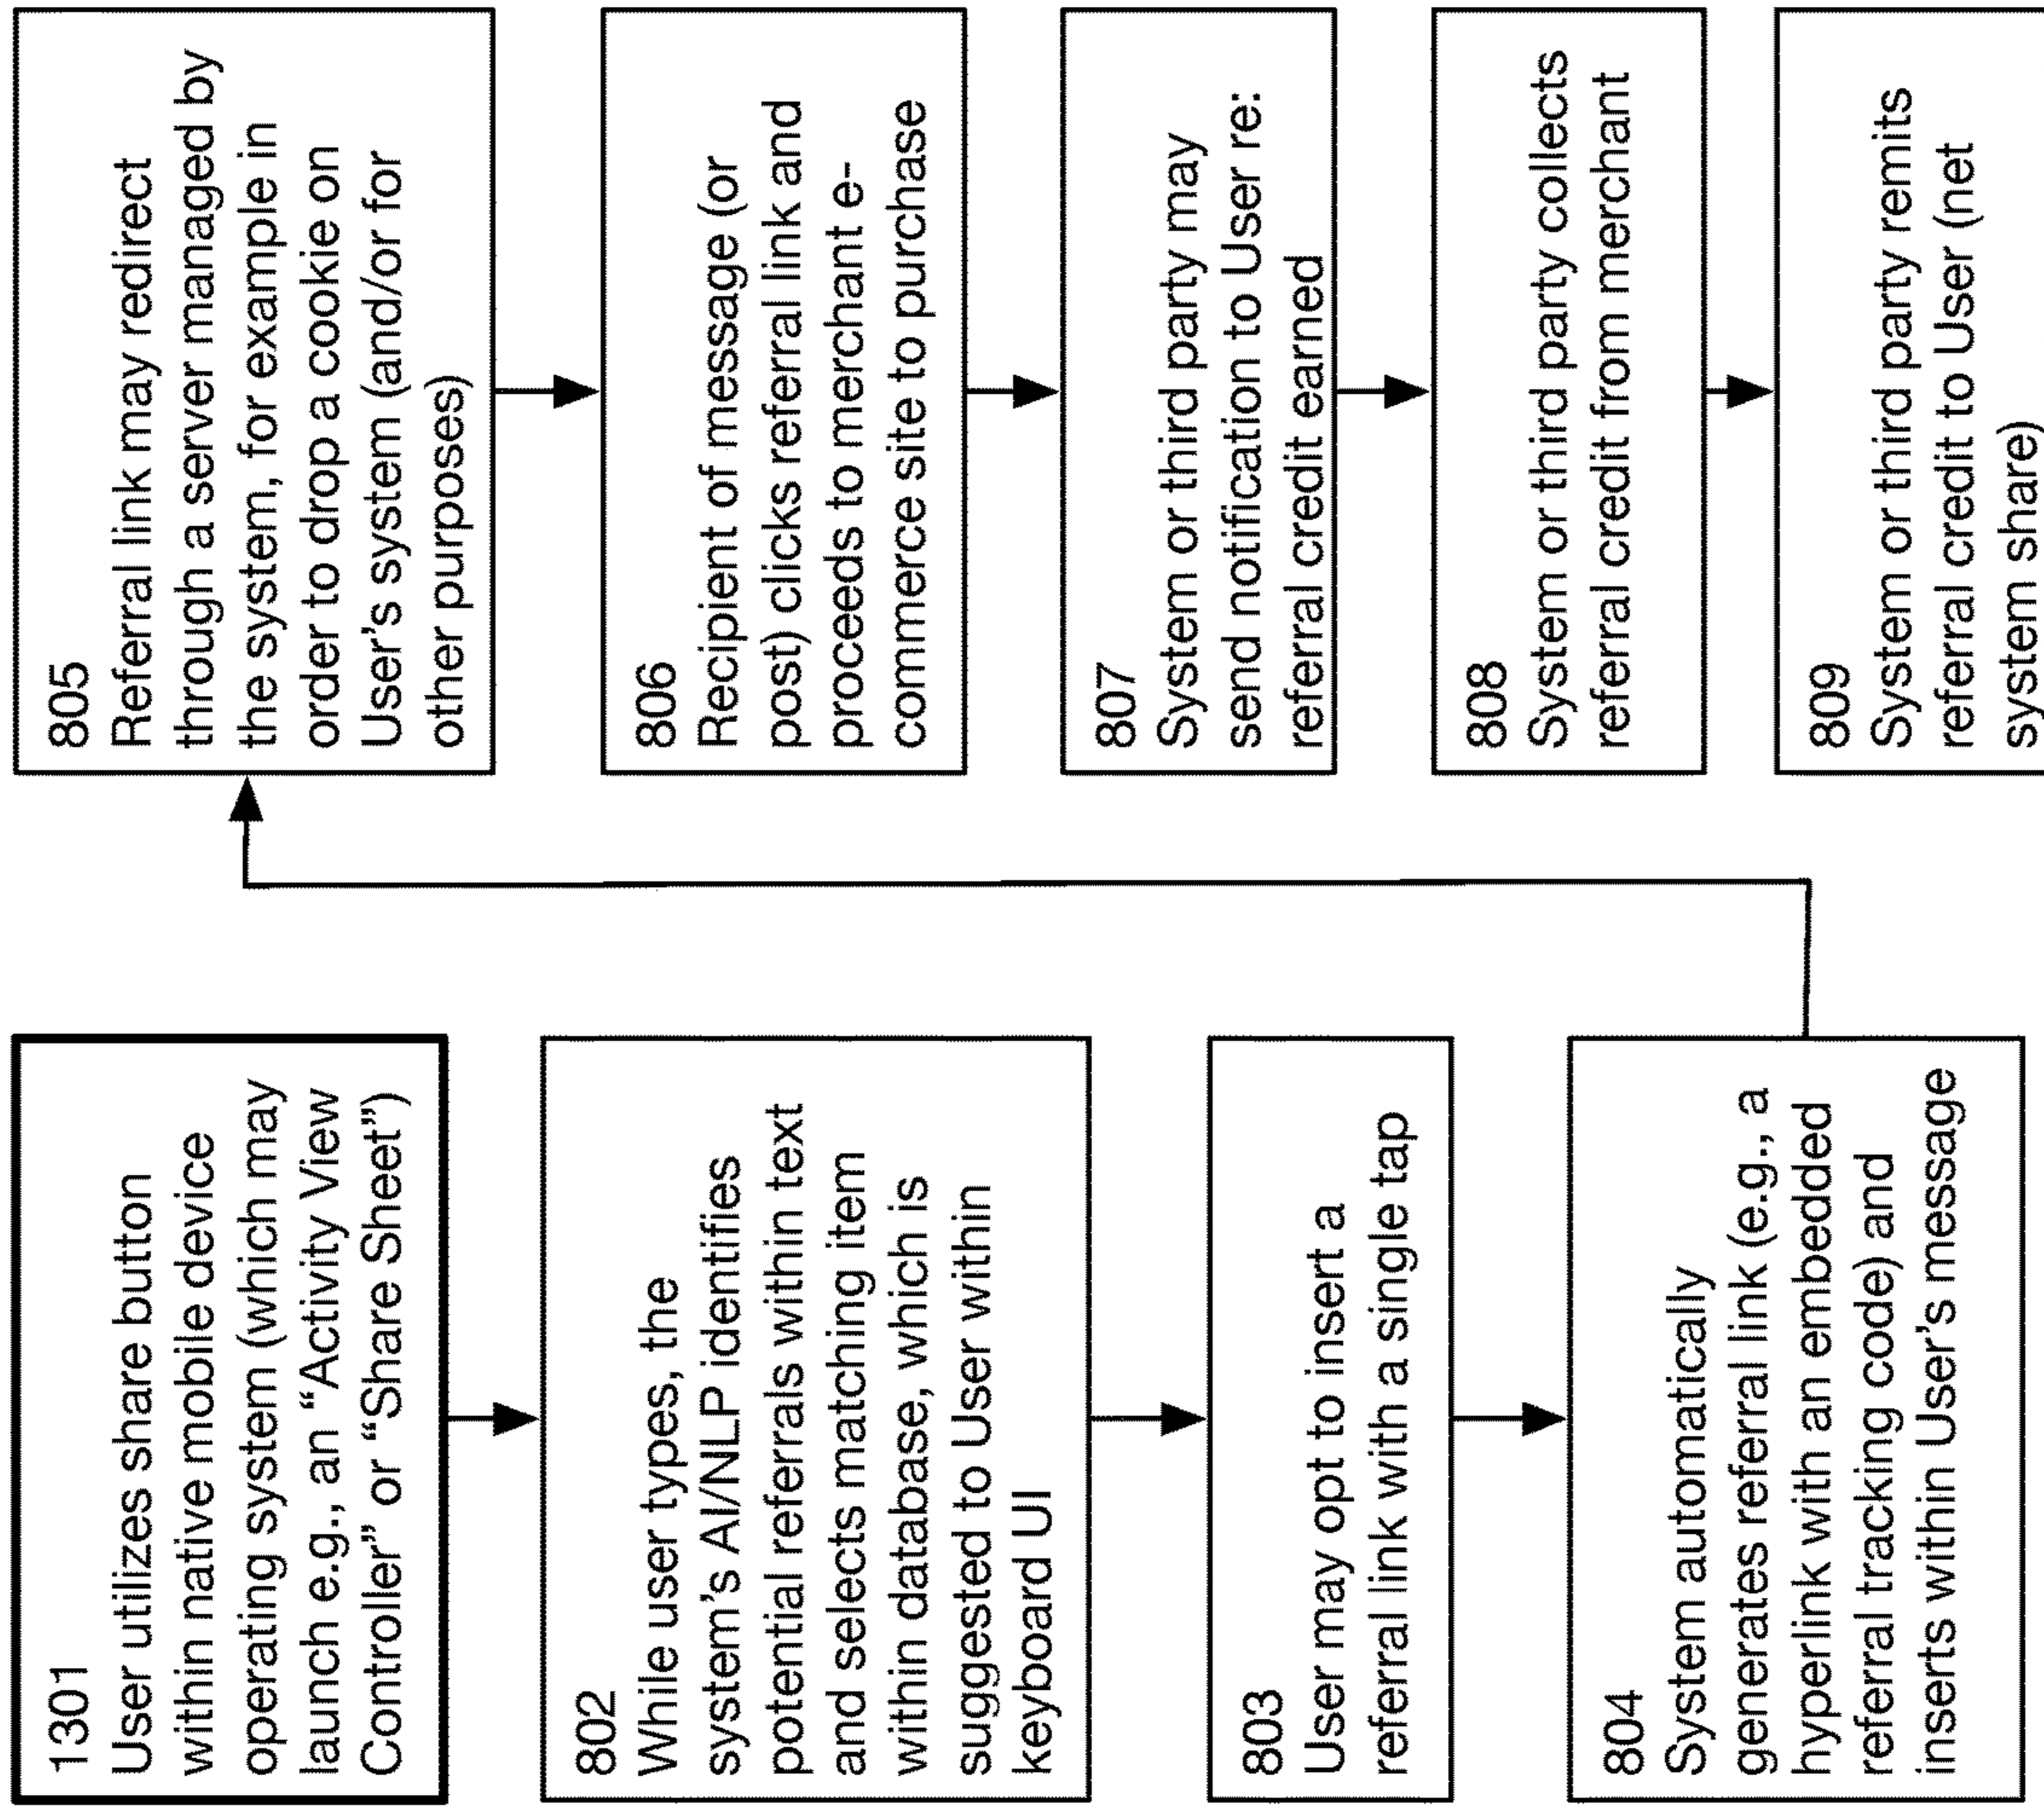 1301
User utilizes share button
within native mobile device
operating system (which may
launch e.g., an “Activity View
Controller” or “Share Sheet”)
802
While user types, the
system's AI/NLP identifies
potential referrals within text
and selects matching item
within database, which is
suggested to User within
keyboard UI
803
User may opt to insert a
referral link with a single tap
804
System automatically
generates referral link (e.g., a
hyperlink with an embedded
referral tracking code) and
inserts within User's message
805
Referral link may redirect
through a server managed by
the system, for example in
order to drop a cookie on
User's system (and/or for
other purposes)
806
Recipient of message (or
post) clicks referral link and
proceeds to merchant e-
commerce site to purchase
807
System or third party may
send notification to User re:
referral credit earned
808
System or third party collects
referral credit from merchant
809
System or third party remits
referral credit to User (net
system share)